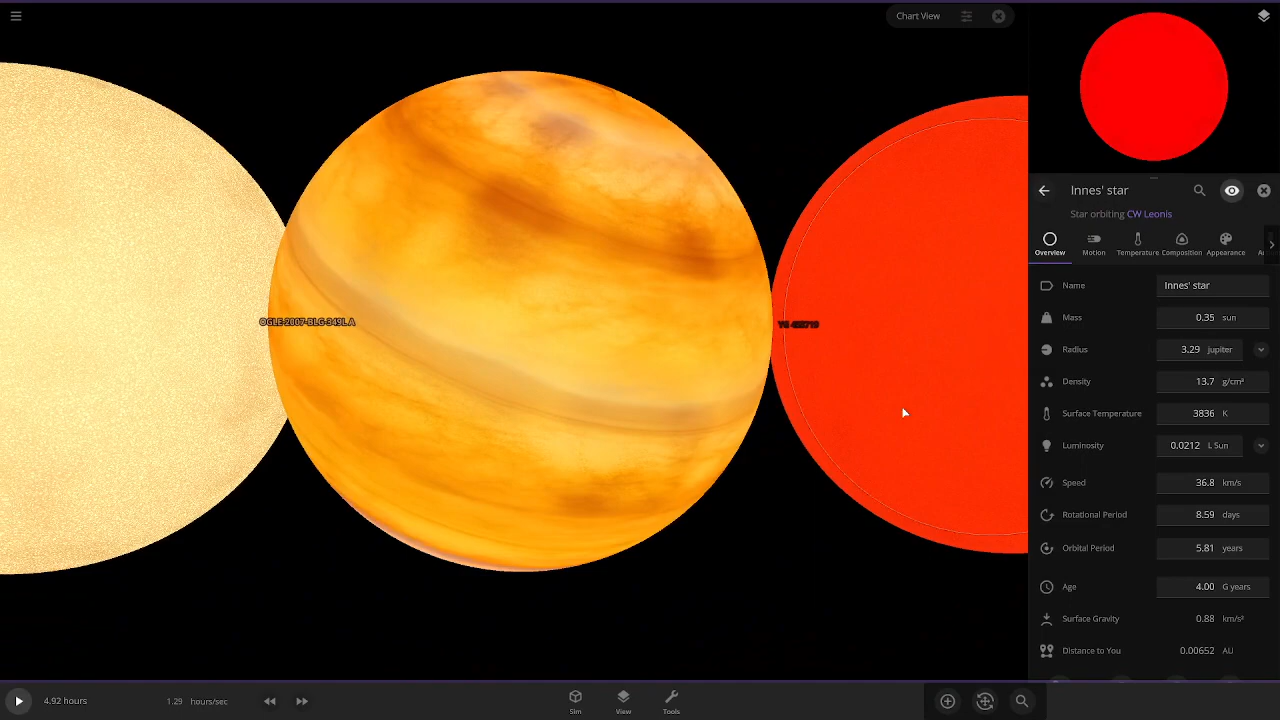 Chart View
Innes' star
Star orbiting CW Leonis
Overview Motion Temperature Composition Appearance
Name Innes' star
Mass 0.35 sun
Radius 3.29 jupiter
Density 13.7 g/cm³
Surface Temperature 3836 K
Luminosity 0.0212 L Sun
Speed 36.8 km/s
Rotational Period 8.59 days
Orbital Period 5.81 years
Age 4.00 G years
Surface Gravity 0.88 km/s²
Distance to You 0.00652 AU
OGLE-2007-BLG-349L A
4.92 hours 1.29 hours/sec
Sim View Tools